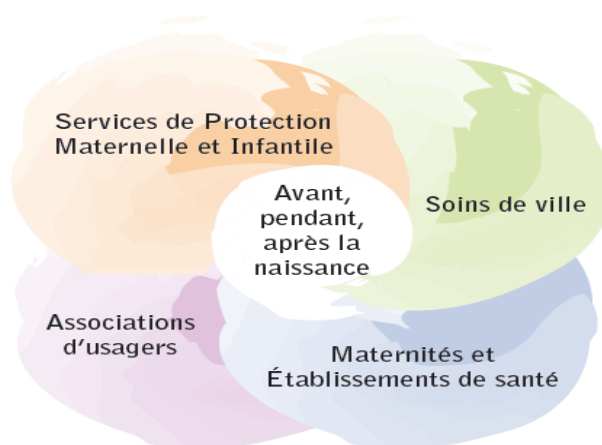 Services de Protection
Maternelle et Infantile
Avant,
pendant,
après la
naissance
Soins de ville
Associations
d’usagers
Maternités et
Établissements de santé